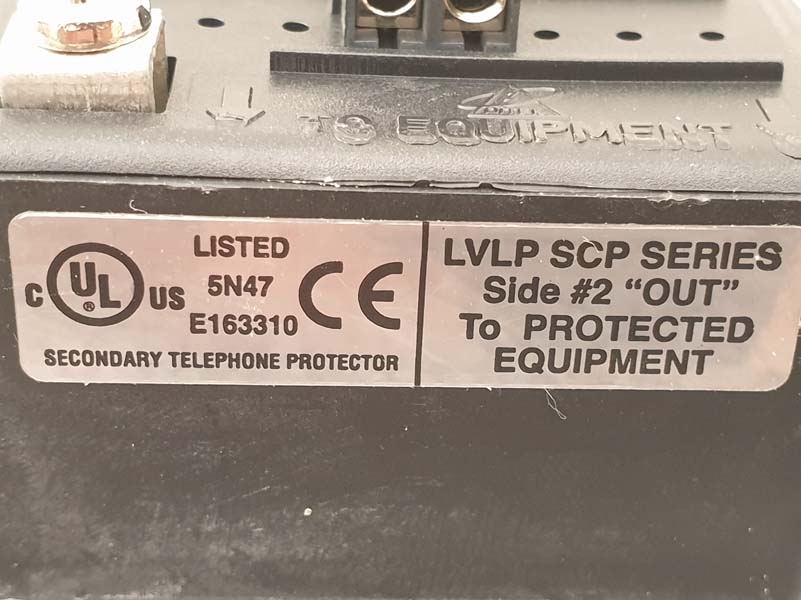 TO EQUIPMENT
C UL ® US
LISTED
5N47
E163310
CE
SECONDARY TELEPHONE PROTECTOR
LVLP SCP SERIES
Side #2 "OUT"
To PROTECTED
EQUIPMENT